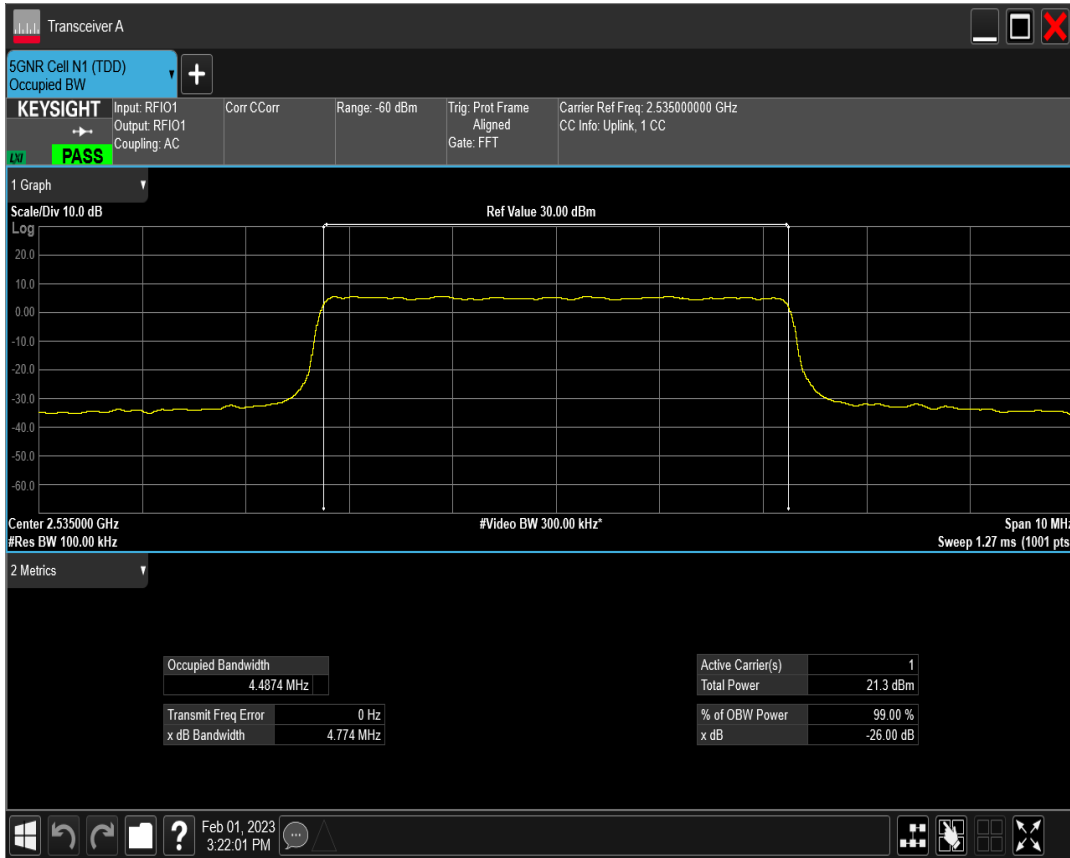 Transceiver A
5GNR Cell N1 (TDD)
Occupied BW
KEYSIGHT
LXI
PASS
Input: RFIO1
Output: RFIO1
Coupling: AC
Corr CCorr
Range: -60 dBm
Trig: Prot Frame
Aligned
Gate: FFT
Carrier Ref Freq: 2.535000000 GHz
CC Info: Uplink, 1 CC
1 Graph
Scale/Div 10.0 dB
Ref Value 30.00 dBm
Log
20.0
10.0
0.00
-10.0
-20.0
-30.0
-40.0
-50.0
-60.0
Center 2.535000 GHz
#Video BW 300.00 kHz*
Span 10 MHz
#Res BW 100.00 kHz
Sweep 1.27 ms (1001 pts
2 Metrics
Occupied Bandwidth
4.4874 MHz
Active Carrier(s) 1
Total Power 21.3 dBm
Transmit Freq Error 0 Hz
x dB Bandwidth 4.774 MHz
% of OBW Power 99.00 %
x dB -26.00 dB
Feb 01, 2023
3:22:01 PM